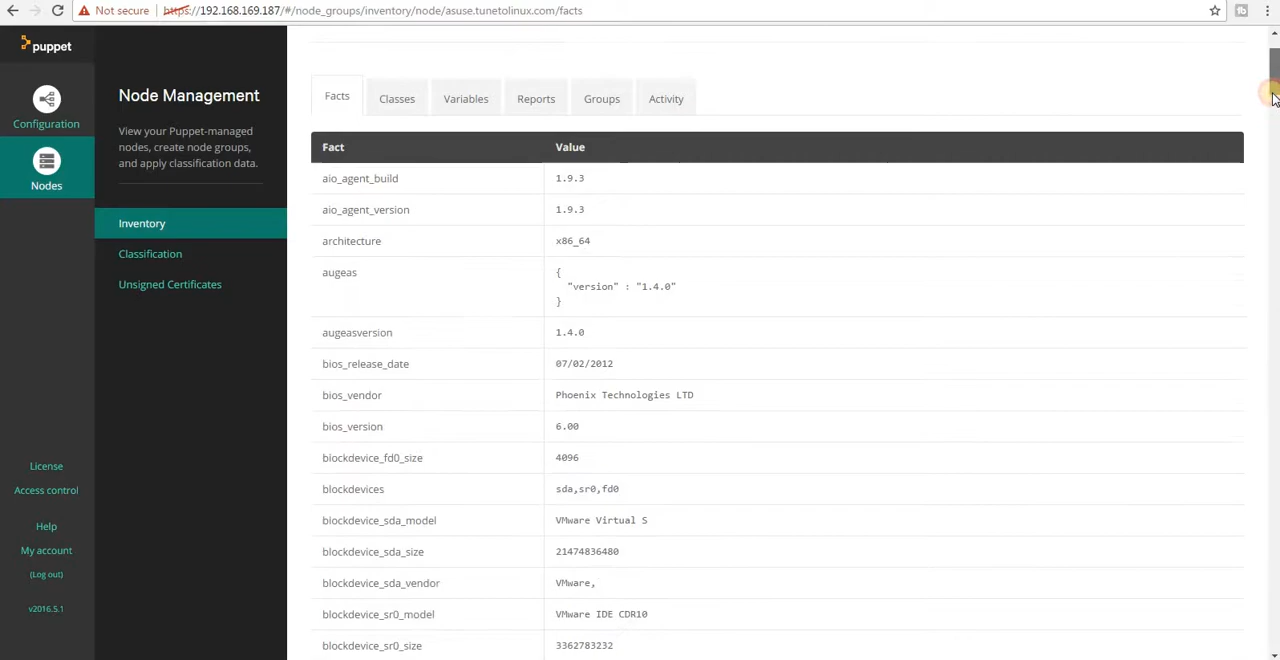 Not secure
https://192.168.169.187/#/node_groups/inventory/node/asuse.tunetolinux.com/facts
puppet
Configuration
Nodes
License
Access control
Help
My account
(Log out)
v2016.5.1
Node Management
View your Puppet-managed
nodes, create node groups,
and apply classification data.
Inventory
Classification
Unsigned Certificates
Facts
Classes
Variables
Reports
Groups
Activity
Fact Value
aio_agent_build 1.9.3
aio_agent_version 1.9.3
architecture x86_64
augeas {
"version" : "1.4.0"
}
augeasversion 1.4.0
bios_release_date 07/02/2012
bios_vendor Phoenix Technologies LTD
bios_version 6.00
blockdevice_fd0_size 4096
blockdevices sda,sr0,fd0
blockdevice_sda_model VMware Virtual S
blockdevice_sda_size 21474836480
blockdevice_sda_vendor VMware,
blockdevice_sr0_model VMware IDE CDR10
blockdevice_sr0_size 3362783232